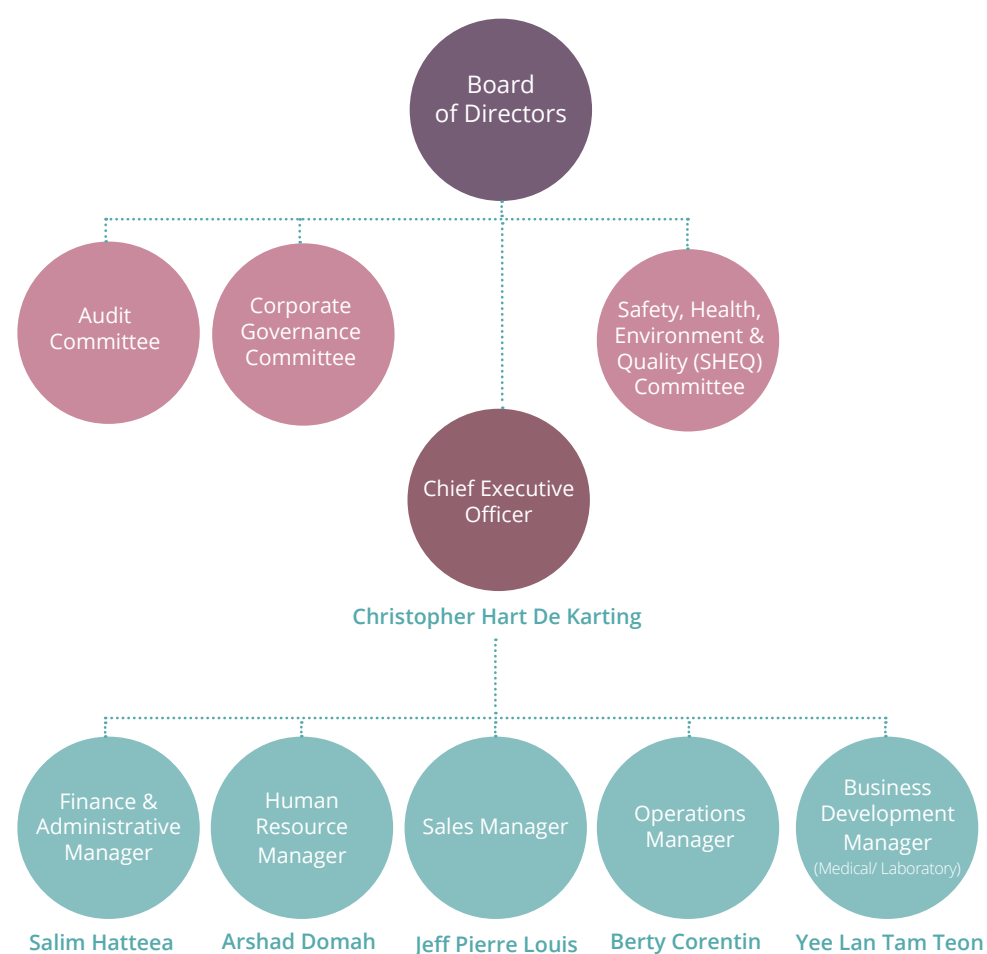 Board
of Directors
Audit
Committee
Corporate
Governance
Committee
Safety, Health,
Environment &
Quality (SHEQ)
Committee
Chief Executive
Officer
Christopher Hart De Karting
Finance &
Administrative
Manager
Salim Hatteea
Human
Resource
Manager
Arshad Domah
Sales Manager
Jeff Pierre Louis
Operations
Manager
Berty Corentin
Business
Development
Manager
(Medical/ Laboratory)
Yee Lan Tam Teon